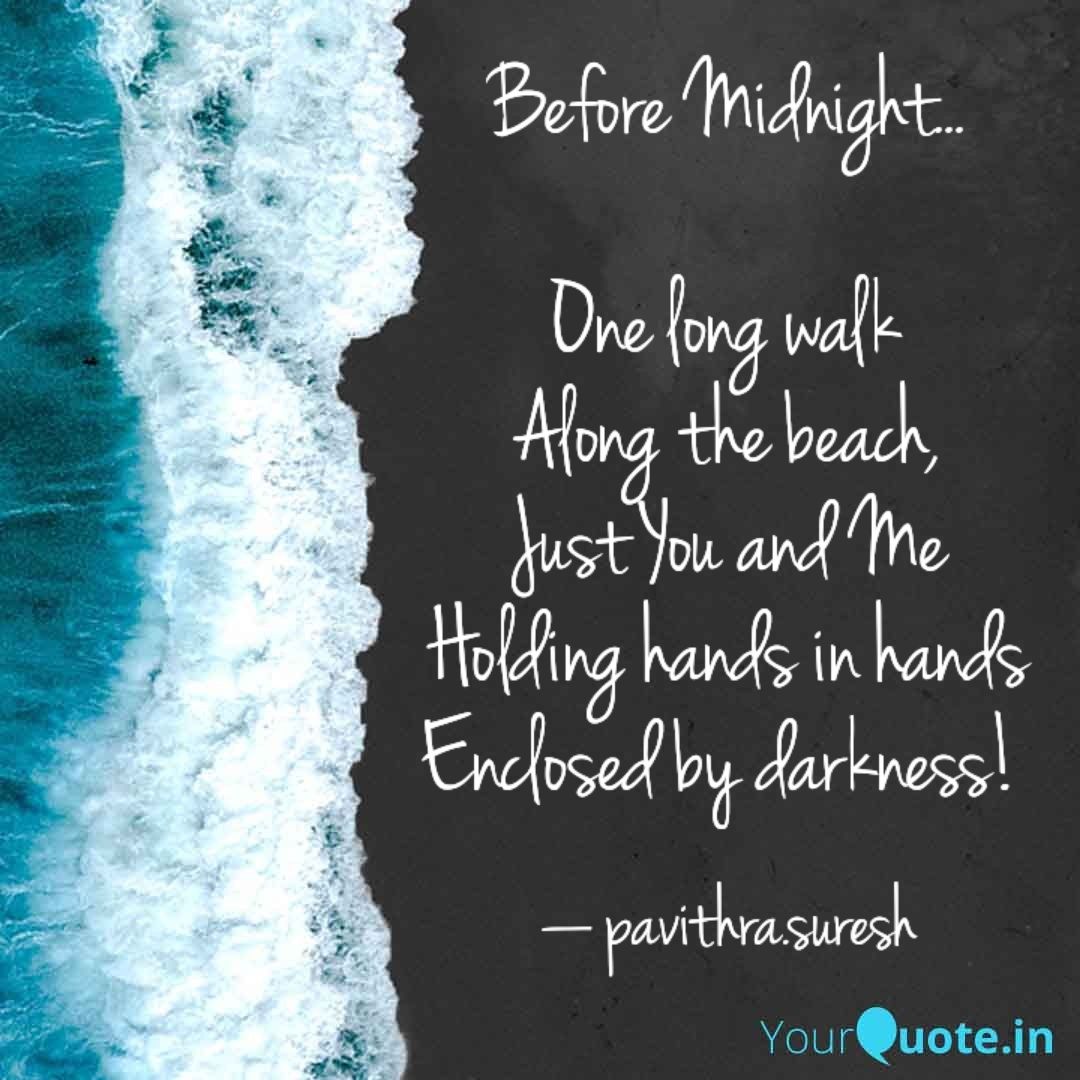 Before Midnight...
One long walk
Along the beach,
Just You and Me
Holding hands in hands
Enclosed by darkness!
— pavithra.suresh
YourQuote.in